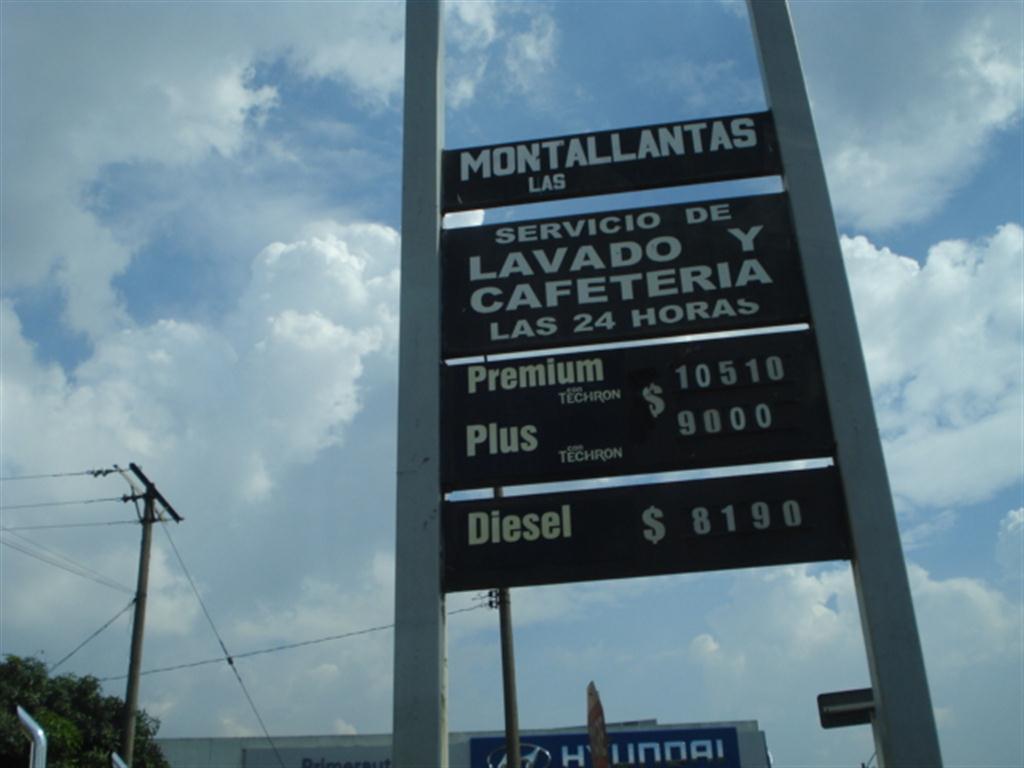 MONTALLANTAS
LAS
SERVICIO DE
LAVADO Y
CAFETERIA
LAS 24 HORAS
Premium con TECHRON $ 10510
Plus con TECHRON 9000
Diesel $ 8190
Primeraut
HYUNDAI